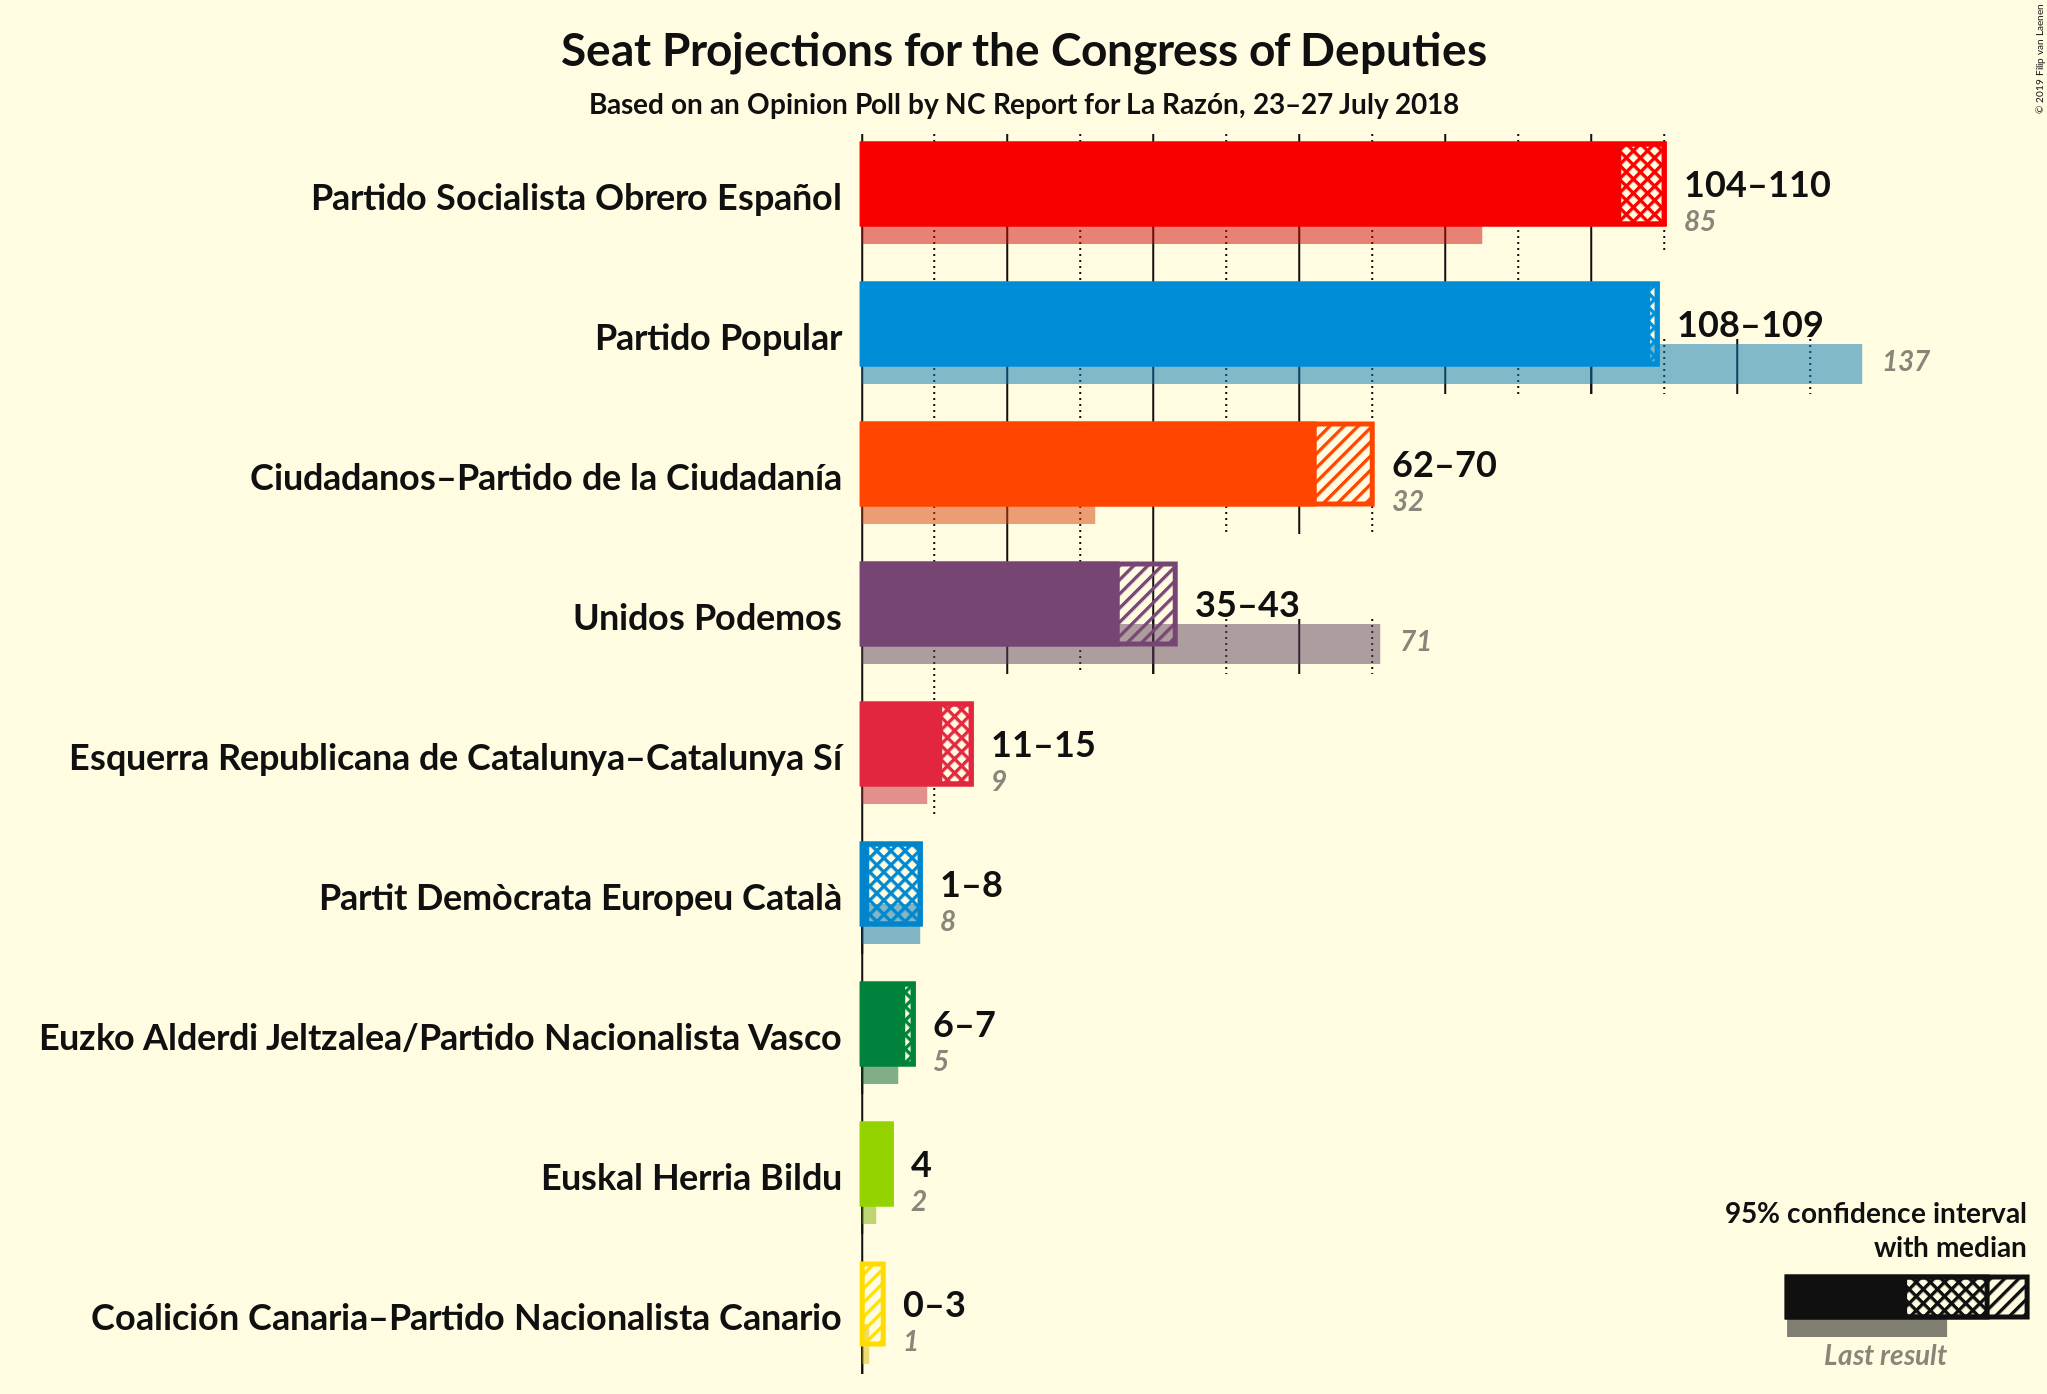 Seat Projections for the Congress of Deputies
Based on an Opinion Poll by NC Report for La Razón, 23–27 July 2018
© 2019 Filip van Laenen
Partido Socialista Obrero Español
104–110
85
Partido Popular
108–109
137
Ciudadanos–Partido de la Ciudadanía
62–70
32
Unidos Podemos
35–43
71
Esquerra Republicana de Catalunya–Catalunya Sí
11–15
9
Partit Demòcrata Europeu Català
1–8
8
Euzko Alderdi Jeltzalea/Partido Nacionalista Vasco
6–7
5
Euskal Herria Bildu
4
2
Coalición Canaria–Partido Nacionalista Canario
0–3
1
95% confidence interval
with median
Last result